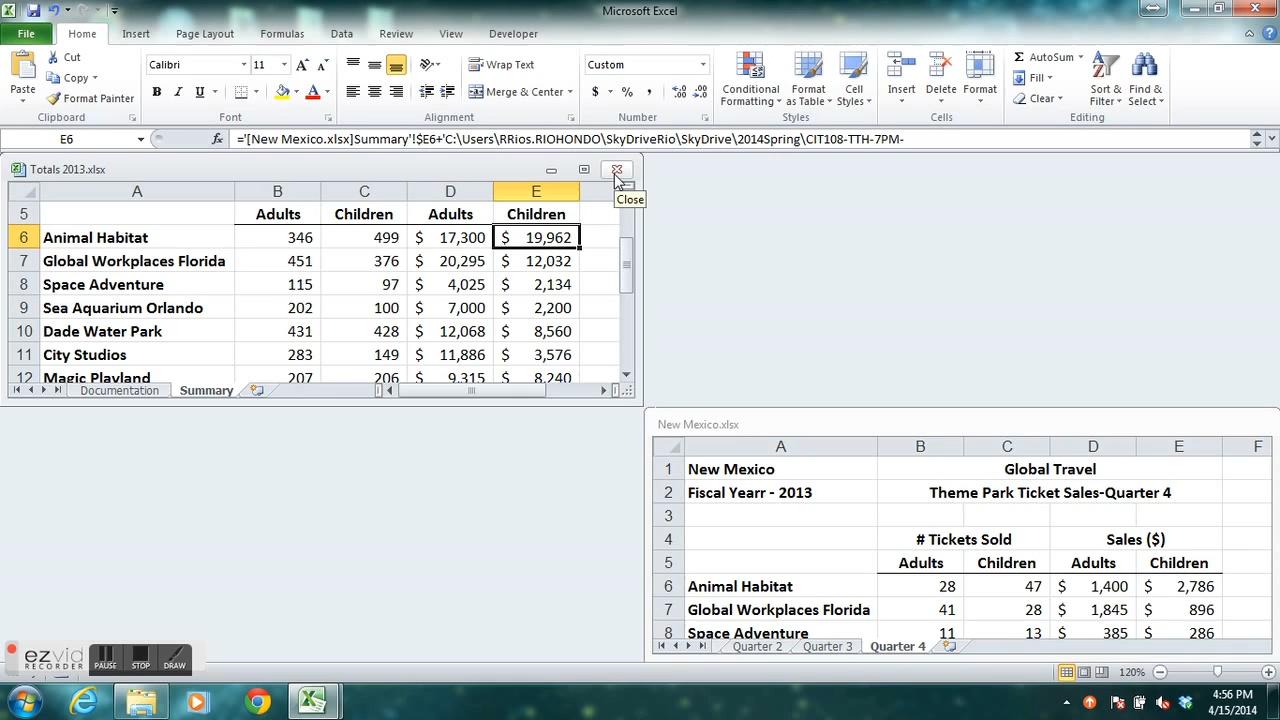 Microsoft Excel
File Home Insert Page Layout Formulas Data Review View Developer
Paste
Cut
Copy
Format Painter
Clipboard
Calibri 11
B I U
Font
Wrap Text
Merge & Center
Alignment
Custom
$ % ,
Number
Conditional Formatting
Format as Table
Cell Styles
Styles
Insert Delete Format
Cells
AutoSum
Fill
Clear
Sort & Filter
Find & Select
Editing
E6 fx ='[New Mexico.xlsx]Summary'!$E6+'C:\Users\RRios.RIOHONDO\SkyDriveRio\SkyDrive\2014Spring\CIT108-TTH-7PM-
Totals 2013.xlsx
Close
A B C D E
5 Adults Children Adults Children
6 Animal Habitat 346 499 $ 17,300 $ 19,962
7 Global Workplaces Florida 451 376 $ 20,295 $ 12,032
8 Space Adventure 115 97 $ 4,025 $ 2,134
9 Sea Aquarium Orlando 202 100 $ 7,000 $ 2,200
10 Dade Water Park 431 428 $ 12,068 $ 8,560
11 City Studios 283 149 $ 11,886 $ 3,576
12 Magic Playland 207 206 $ 9,315 $ 8,240
Documentation Summary
New Mexico.xlsx
A B C D E F
1 New Mexico Global Travel
2 Fiscal Yearr - 2013 Theme Park Ticket Sales-Quarter 4
3
4 # Tickets Sold Sales ($)
5 Adults Children Adults Children
6 Animal Habitat 28 47 $ 1,400 $ 2,786
7 Global Workplaces Florida 41 28 $ 1,845 $ 896
8 Space Adventure 11 13 $ 385 $ 286
Quarter 2 Quarter 3 Quarter 4
ezvid
RECORDER
PAUSE STOP DRAW
120%
4:56 PM
4/15/2014